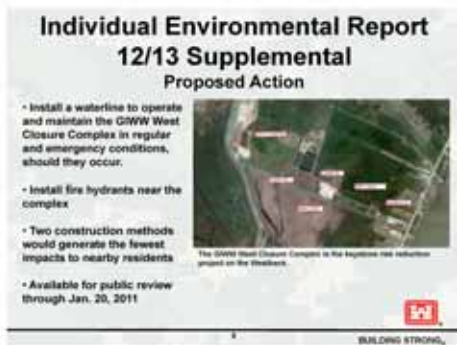 Individual Environmental Report
12/13 Supplemental
Proposed Action
• Install a waterline to operate
and maintain the GIWW West
Closure Complex in regular
and emergency conditions,
should they occur.
• Install fire hydrants near the
complex
• Two construction methods
would generate the fewest
impacts to nearby residents
• Available for public review
through Jan. 20, 2011
The GIWW West Closure Complex is the keystone risk reduction
project on the Westbank.
BUILDING STRONG®